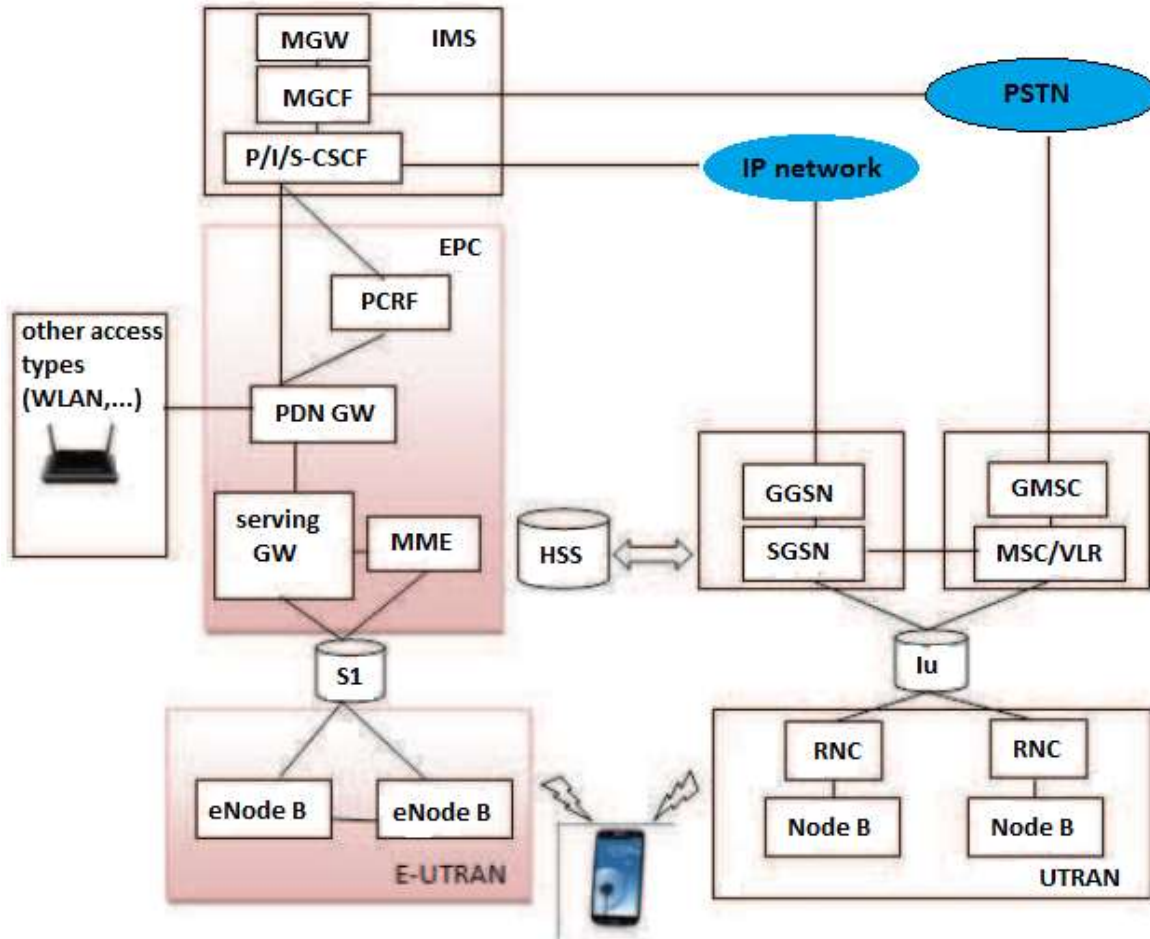 MGW
IMS
MGCF
PSTN
P/I/S-CSCF
IP network
EPC
PCRF
other access
types
(WLAN,...)
PDN GW
GGSN
GMSC
serving
GW
MME
HSS
SGSN
MSC/VLR
S1
Iu
RNC
RNC
eNode B
eNode B
Node B
Node B
E-UTRAN
UTRAN